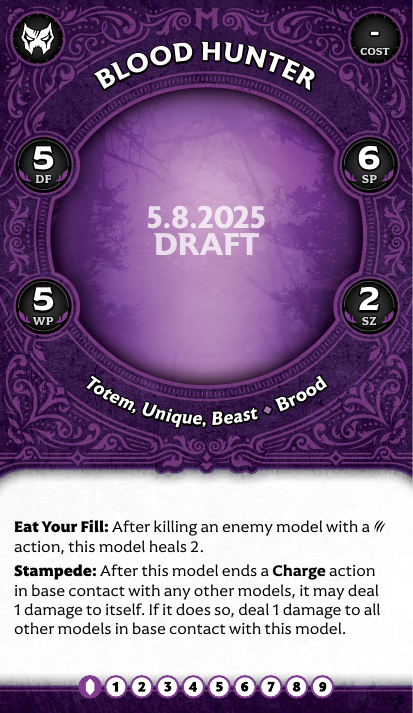 BLOOD HUNTER
-
COST
5
DF
6
SP
5.8.2025
DRAFT
5
WP
2
SZ
Totem, Unique, Beast ⬥ Brood
Eat Your Fill: After killing an enemy model with a
action, this model heals 2.
Stampede: After this model ends a Charge action
in base contact with any other models, it may deal
1 damage to itself. If it does so, deal 1 damage to all
other models in base contact with this model.
1 2 3 4 5 6 7 8 9